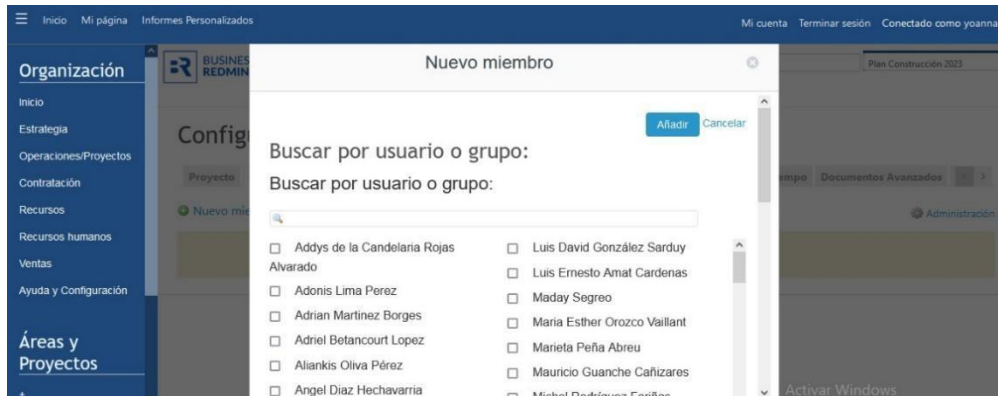 Inicio Mi página Informes Personalizados
Mi cuenta Terminar sesión Conectado como yoanna
Organización
Inicio
Estrategia
Operaciones/Proyectos
Contratación
Recursos
Recursos humanos
Ventas
Ayuda y Configuración
Áreas y
Proyectos
BUSINES
REDMIN
Plan Construcción 2023
Config
Proyecto
ampo Documentos Avanzados
Nuevo mie
Administración
Nuevo miembro
Añadir Cancelar
Buscar por usuario o grupo:
Buscar por usuario o grupo:
Addys de la Candelaria Rojas
Alvarado
Adonis Lima Perez
Adrian Martinez Borges
Adriel Betancourt Lopez
Aliankis Oliva Pérez
Angel Diaz Hechavarria
Luis David González Sarduy
Luis Ernesto Amat Cardenas
Maday Segreo
Maria Esther Orozco Vaillant
Marieta Peña Abreu
Mauricio Guanche Cañizares
Michel Rodríguez Fariñas
Activar Windows